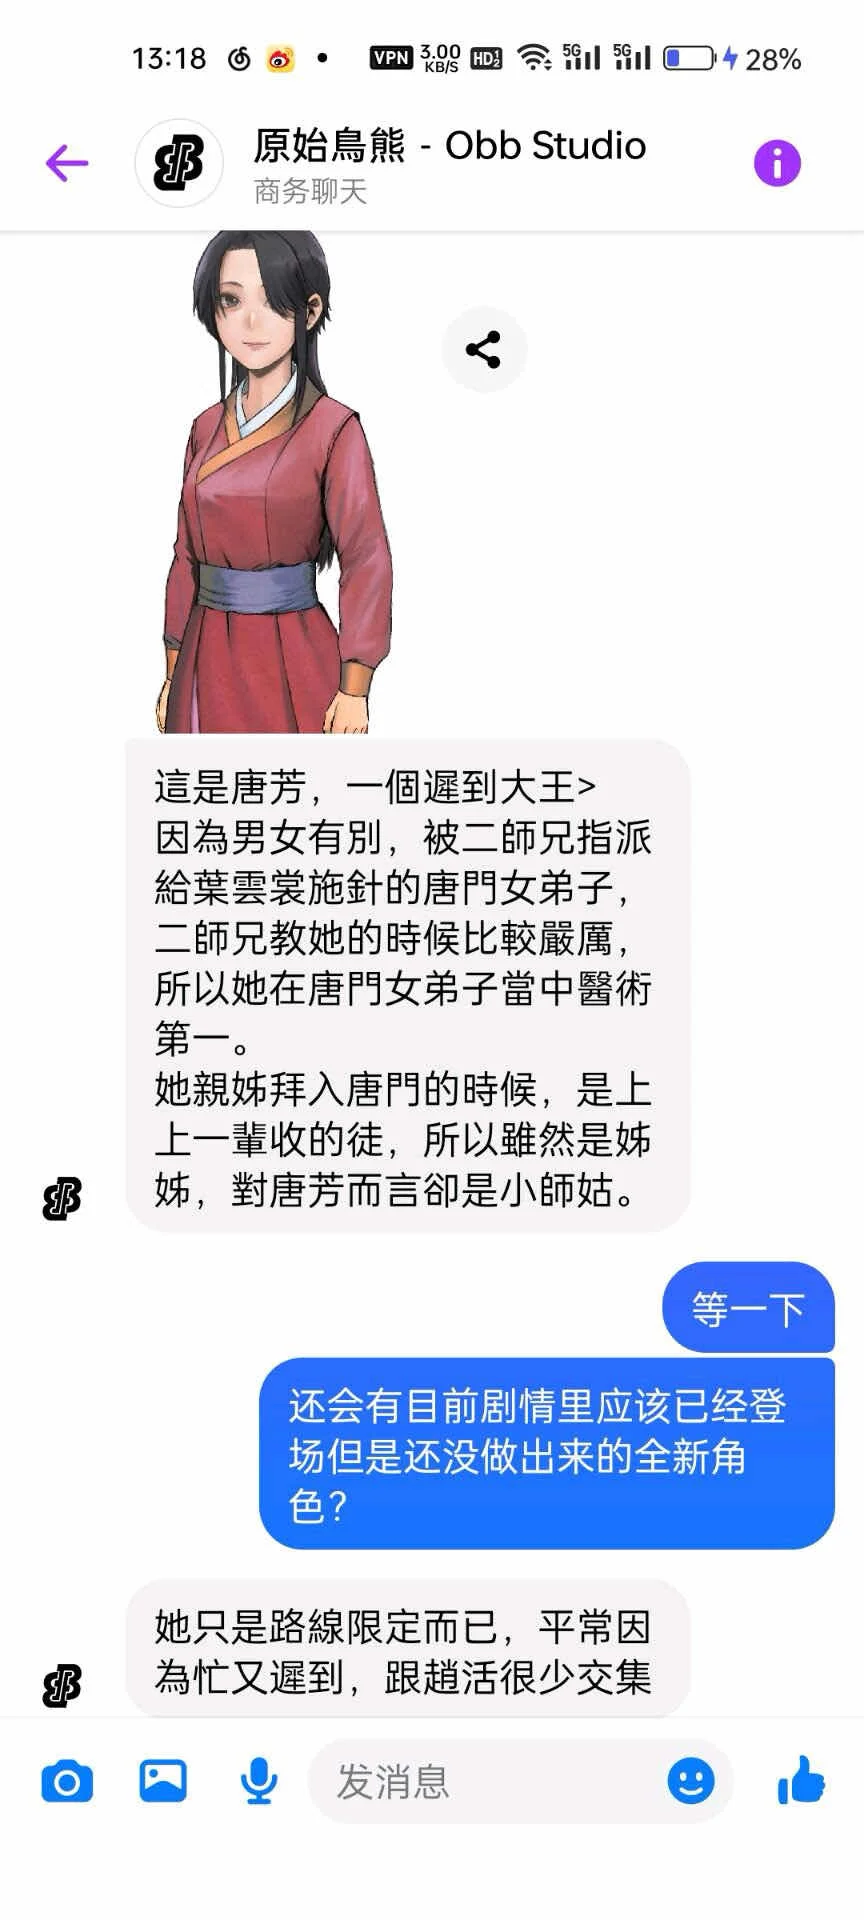 13:18
VPN 3.00 KB/S HD 5G 5G 28%
原始鳥熊 - Obb Studio
商务聊天
這是唐芳，一個遲到大王>
因為男女有別，被二師兄指派
給葉雲裳施針的唐門女弟子，
二師兄教她的時候比較嚴厲，
所以她在唐門女弟子當中醫術
第一。
她親姊拜入唐門的時候，是上
上一輩收的徒，所以雖然是姊
姊，對唐芳而言卻是小師姑。
等一下
还会有目前剧情里应该已经登
场但是还没做出来的全新角
色？
她只是路線限定而已，平常因
為忙又遲到，跟趙活很少交集
发消息